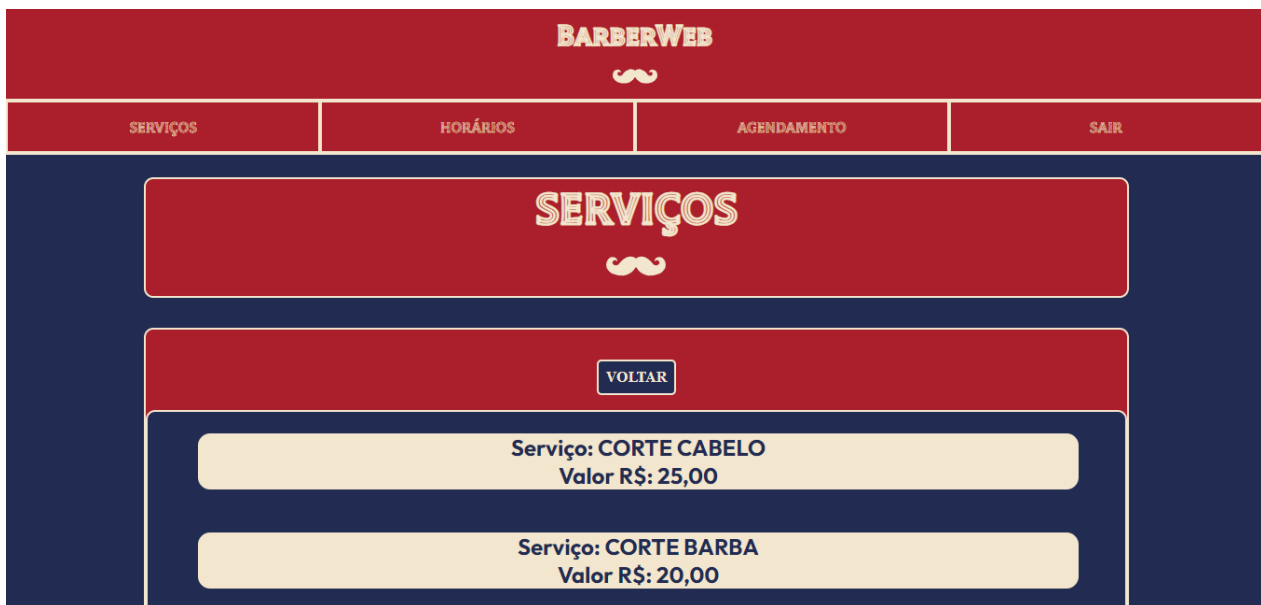 BARBERWEB
SERVIÇOS HORÁRIOS AGENDAMENTO SAIR
SERVIÇOS
VOLTAR
Serviço: CORTE CABELO
Valor R$: 25,00
Serviço: CORTE BARBA
Valor R$: 20,00